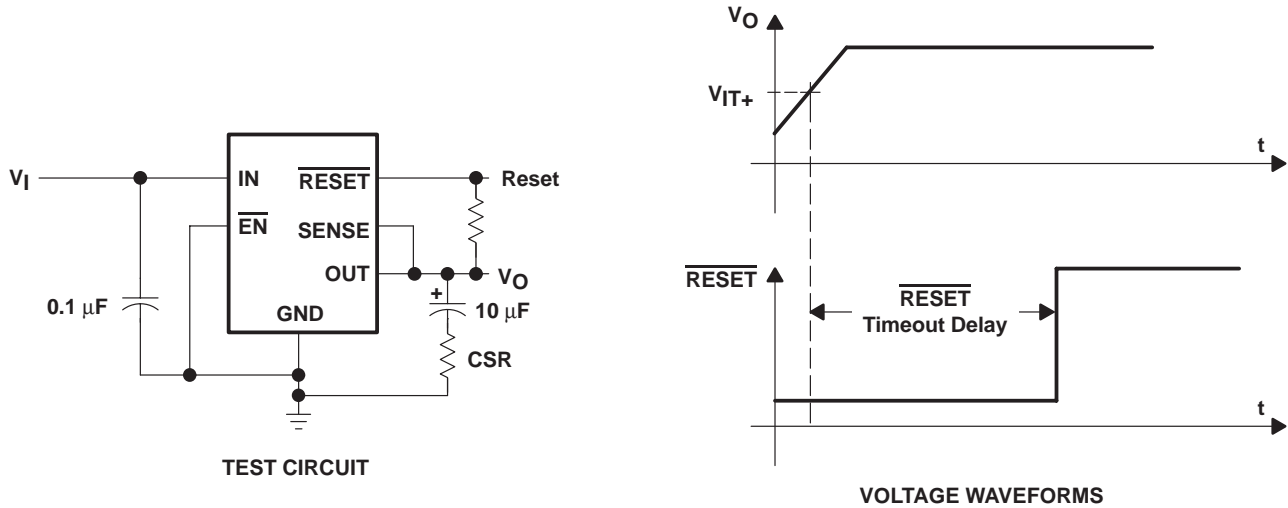 VI
IN
RESET
Reset
EN
SENSE
OUT
VO
+
0.1 μF
GND
10 μF
CSR
TEST CIRCUIT
VO
VIT+
t
RESET
RESET
Timeout Delay
t
VOLTAGE WAVEFORMS